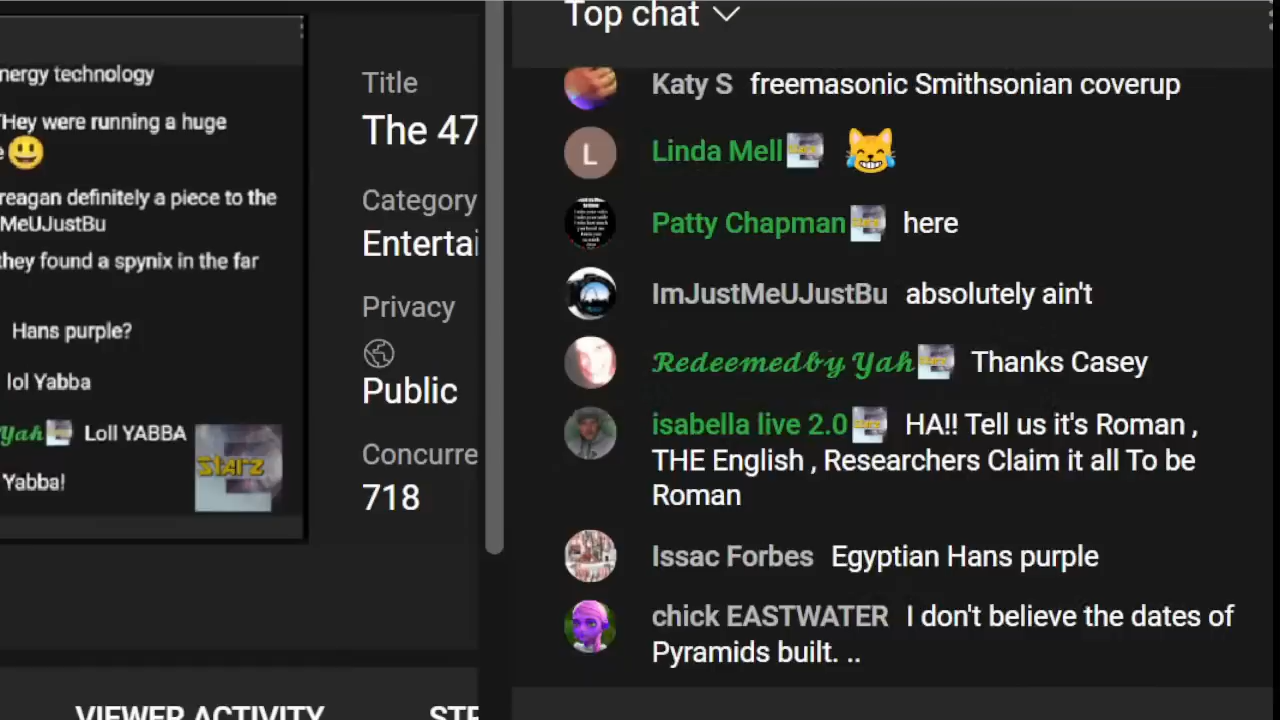 nergy technology
They were running a huge
e😃
reagan definitely a piece to the
MeUJustBu
they found a spynix in the far
Hans purple?
lol Yabba
Yah Loll YABBA
Starz
Yabba!
Title
The 47
Category
Entertai
Privacy
Public
Concurre
718
VIEWER ACTIVITY
STR
Top chat
Katy S freemasonic Smithsonian coverup
L Linda Mell 😹
Patty Chapman here
ImJustMeUJustBu absolutely ain't
Redeemed by Yah Thanks Casey
isabella live 2.0 HA!! Tell us it's Roman ,
THE English , Researchers Claim it all To be
Roman
Issac Forbes Egyptian Hans purple
chick EASTWATER I don't believe the dates of
Pyramids built. ..